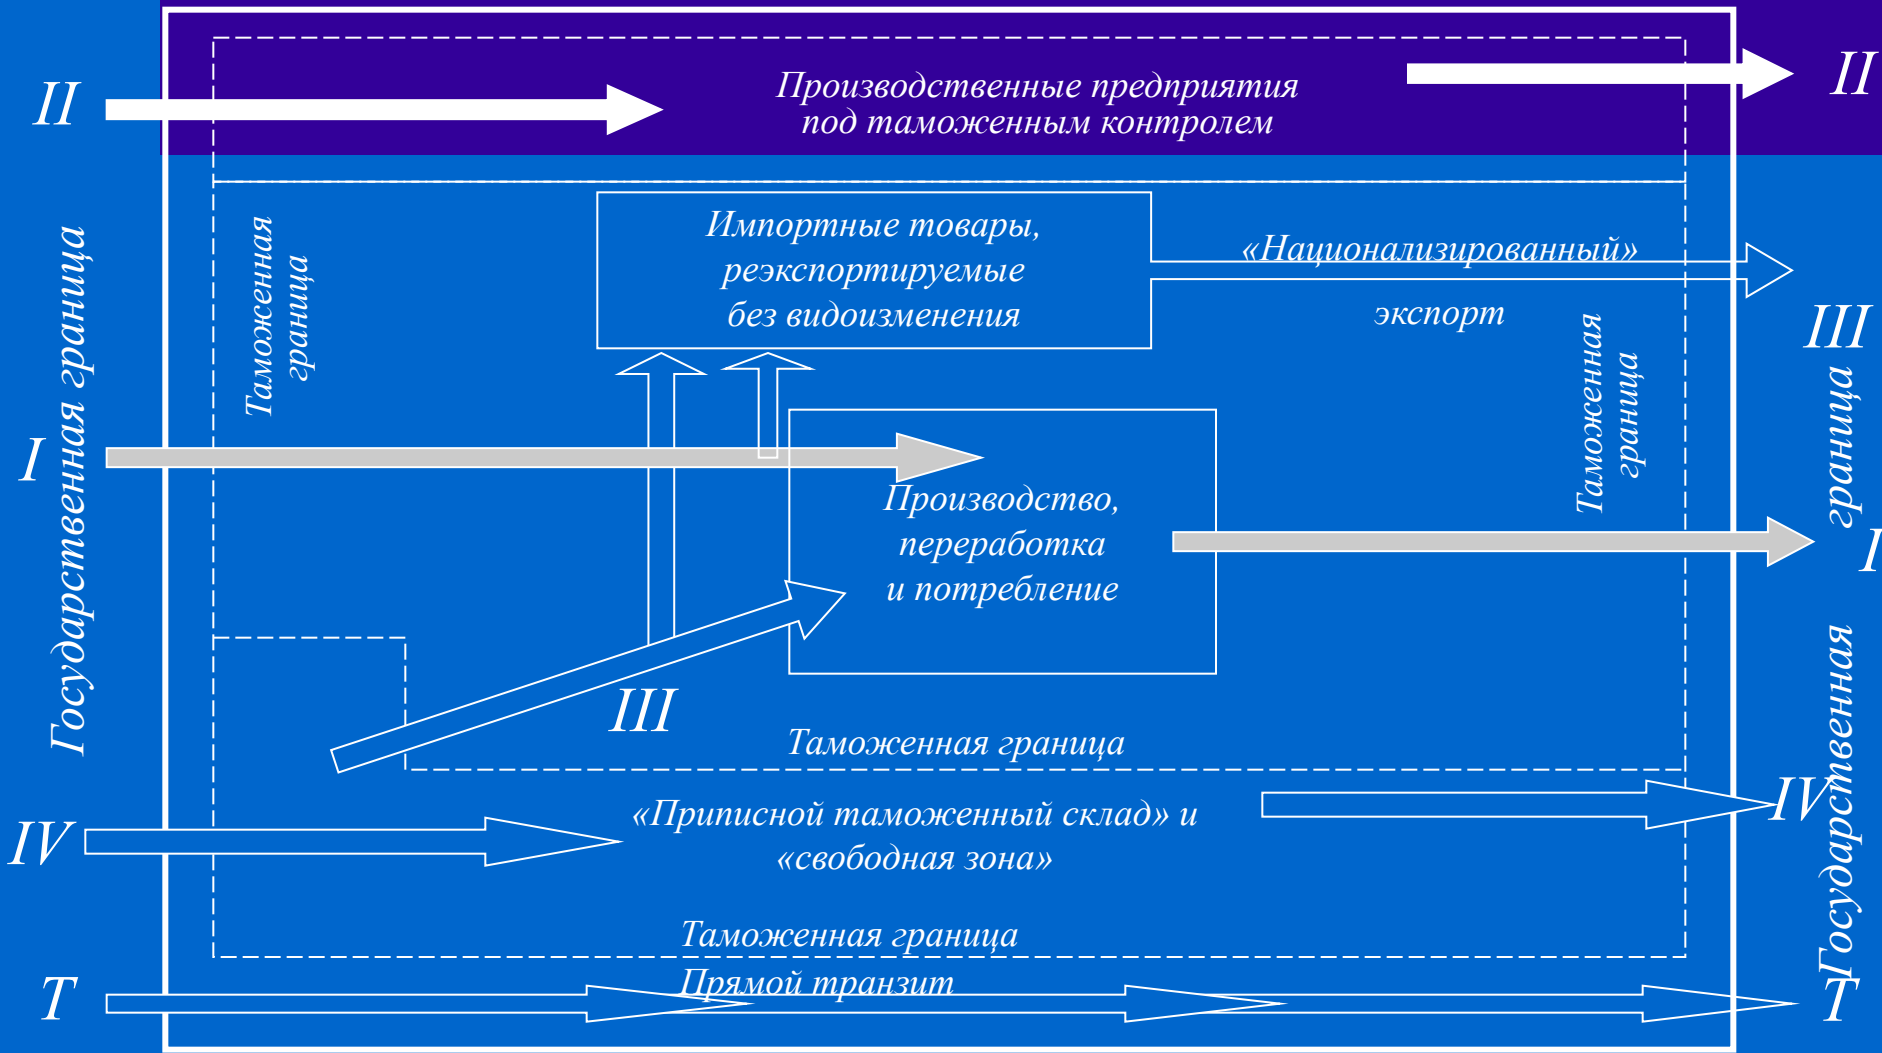 II
Производственные предприятия
под таможенным контролем
II
Государственная граница
Таможенная
граница
Импортные товары,
реэкспортируемые
без видоизменения
«Национализированный»
экспорт
III
Таможенная
граница
Государственная граница
I
Производство,
переработка
и потребление
I
III
Таможенная граница
IV
«Приписной таможенный склад» и
«свободная зона»
IV
Таможенная граница
Прямой транзит
T
T